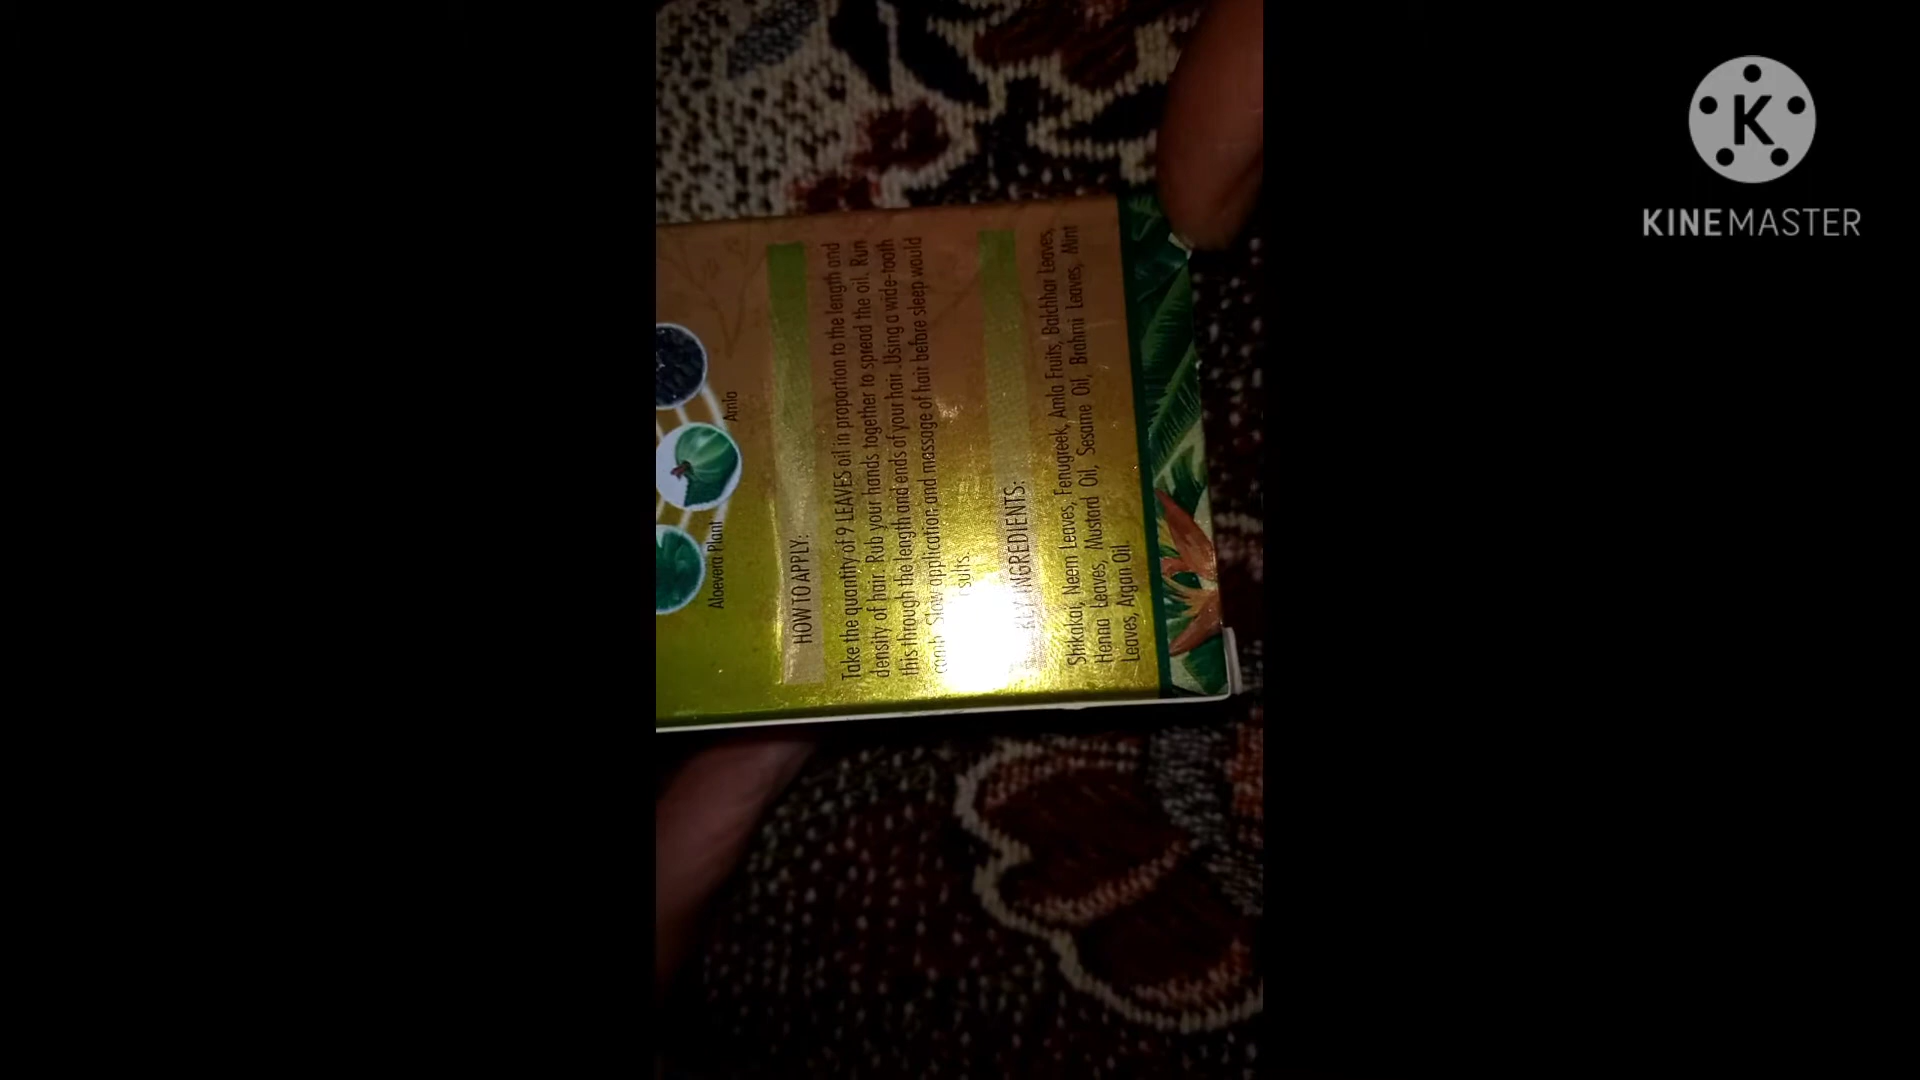 Aloevera Plant
Amla
HOW TO APPLY:
Take the quantity of 9 LEAVES oil in proportion to the length and
density of hair. Rub your hands together to spread the oil. Run
this through the length and ends of your hair. Using a wide-tooth
comb. Slow application and massage of hair before sleep would
KEY INGREDIENTS:
Shikakai, Neem Leaves, Fenugreek, Amla Fruits, Balchhar Leaves,
Henna Leaves, Mustard Oil, Sesame Oil, Brahmi Leaves, Mint
Leaves, Argan Oil.
K
KINEMASTER